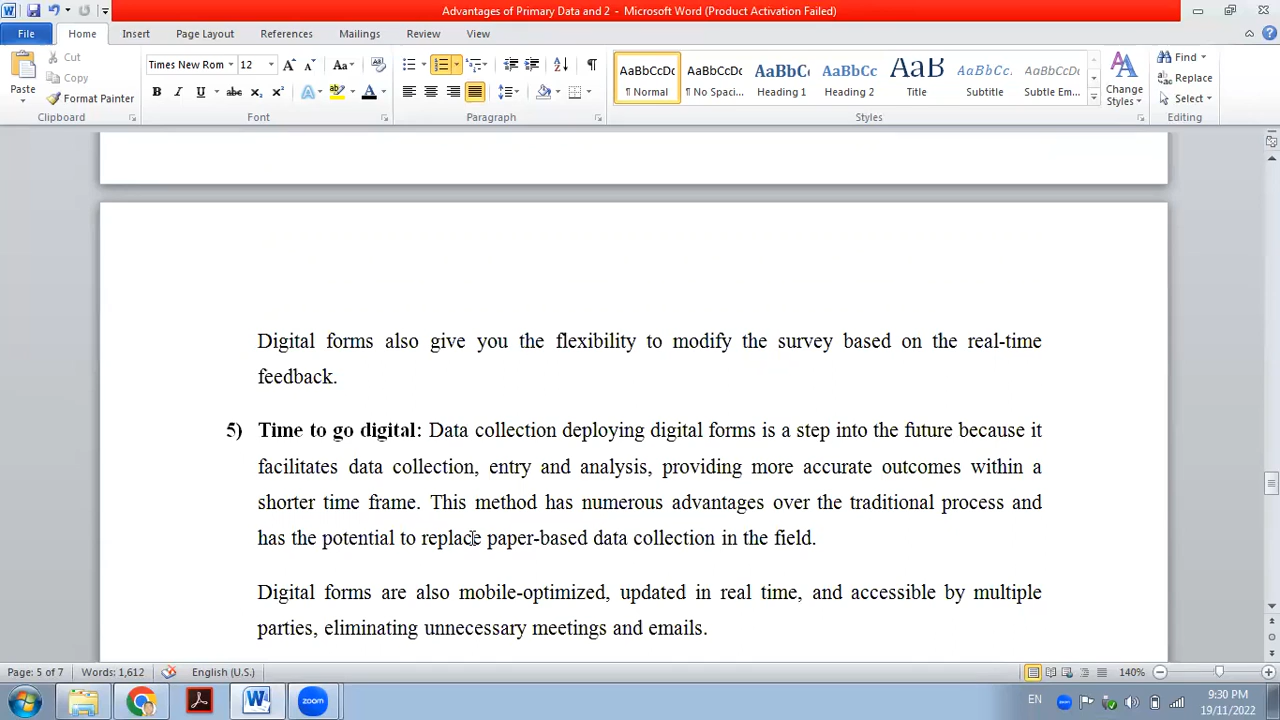 Advantages of Primary Data and 2 - Microsoft Word (Product Activation Failed)
File Home Insert Page Layout References Mailings Review View
Paste
Cut
Copy
Format Painter
Clipboard
Times New Rom 12
Font
Paragraph
AaBbCcDc AaBbCcDc AaBbC AaBbCc AaB AaBbCc. AaBbCcDc
¶ Normal ¶ No Spaci... Heading 1 Heading 2 Title Subtitle Subtle Em...
Styles
Change Styles
Find
Replace
Select
Editing
Digital forms also give you the flexibility to modify the survey based on the real-time
feedback.
5) Time to go digital: Data collection deploying digital forms is a step into the future because it
facilitates data collection, entry and analysis, providing more accurate outcomes within a
shorter time frame. This method has numerous advantages over the traditional process and
has the potential to replace paper-based data collection in the field.
Digital forms are also mobile-optimized, updated in real time, and accessible by multiple
parties, eliminating unnecessary meetings and emails.
Page: 5 of 7 Words: 1,612 English (U.S.) 140%
zoom
EN
9:30 PM
19/11/2022